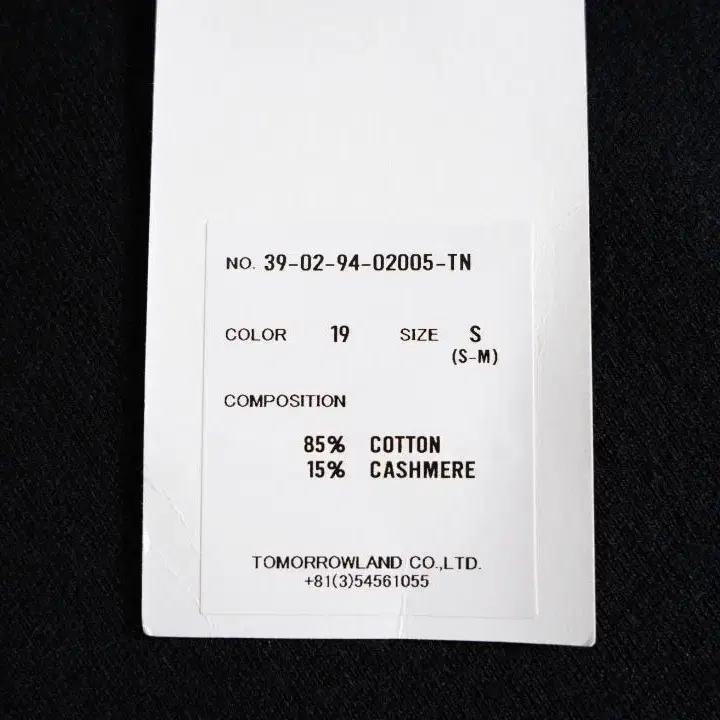 NO. 39-02-94-02005-TN
COLOR 19 SIZE S
(S-M)
COMPOSITION
85% COTTON
15% CASHMERE
TOMORROWLAND CO.,LTD.
+81(3)54561055